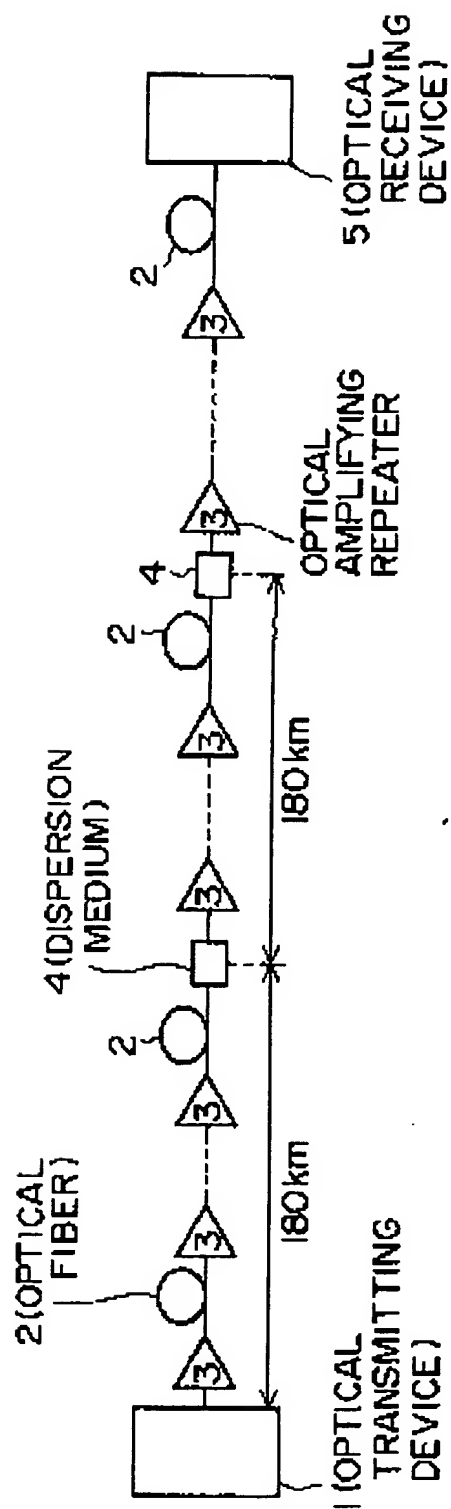 2(OPTICAL
FIBER)
4(DISPERSION
MEDIUM)
2
2
4
2
3
3
3
3
3
3
3
180km
180km
OPTICAL
AMPLIFYING
REPEATER
1(OPTICAL
TRANSMITTING
DEVICE)
5(OPTICAL
RECEIVING
DEVICE)